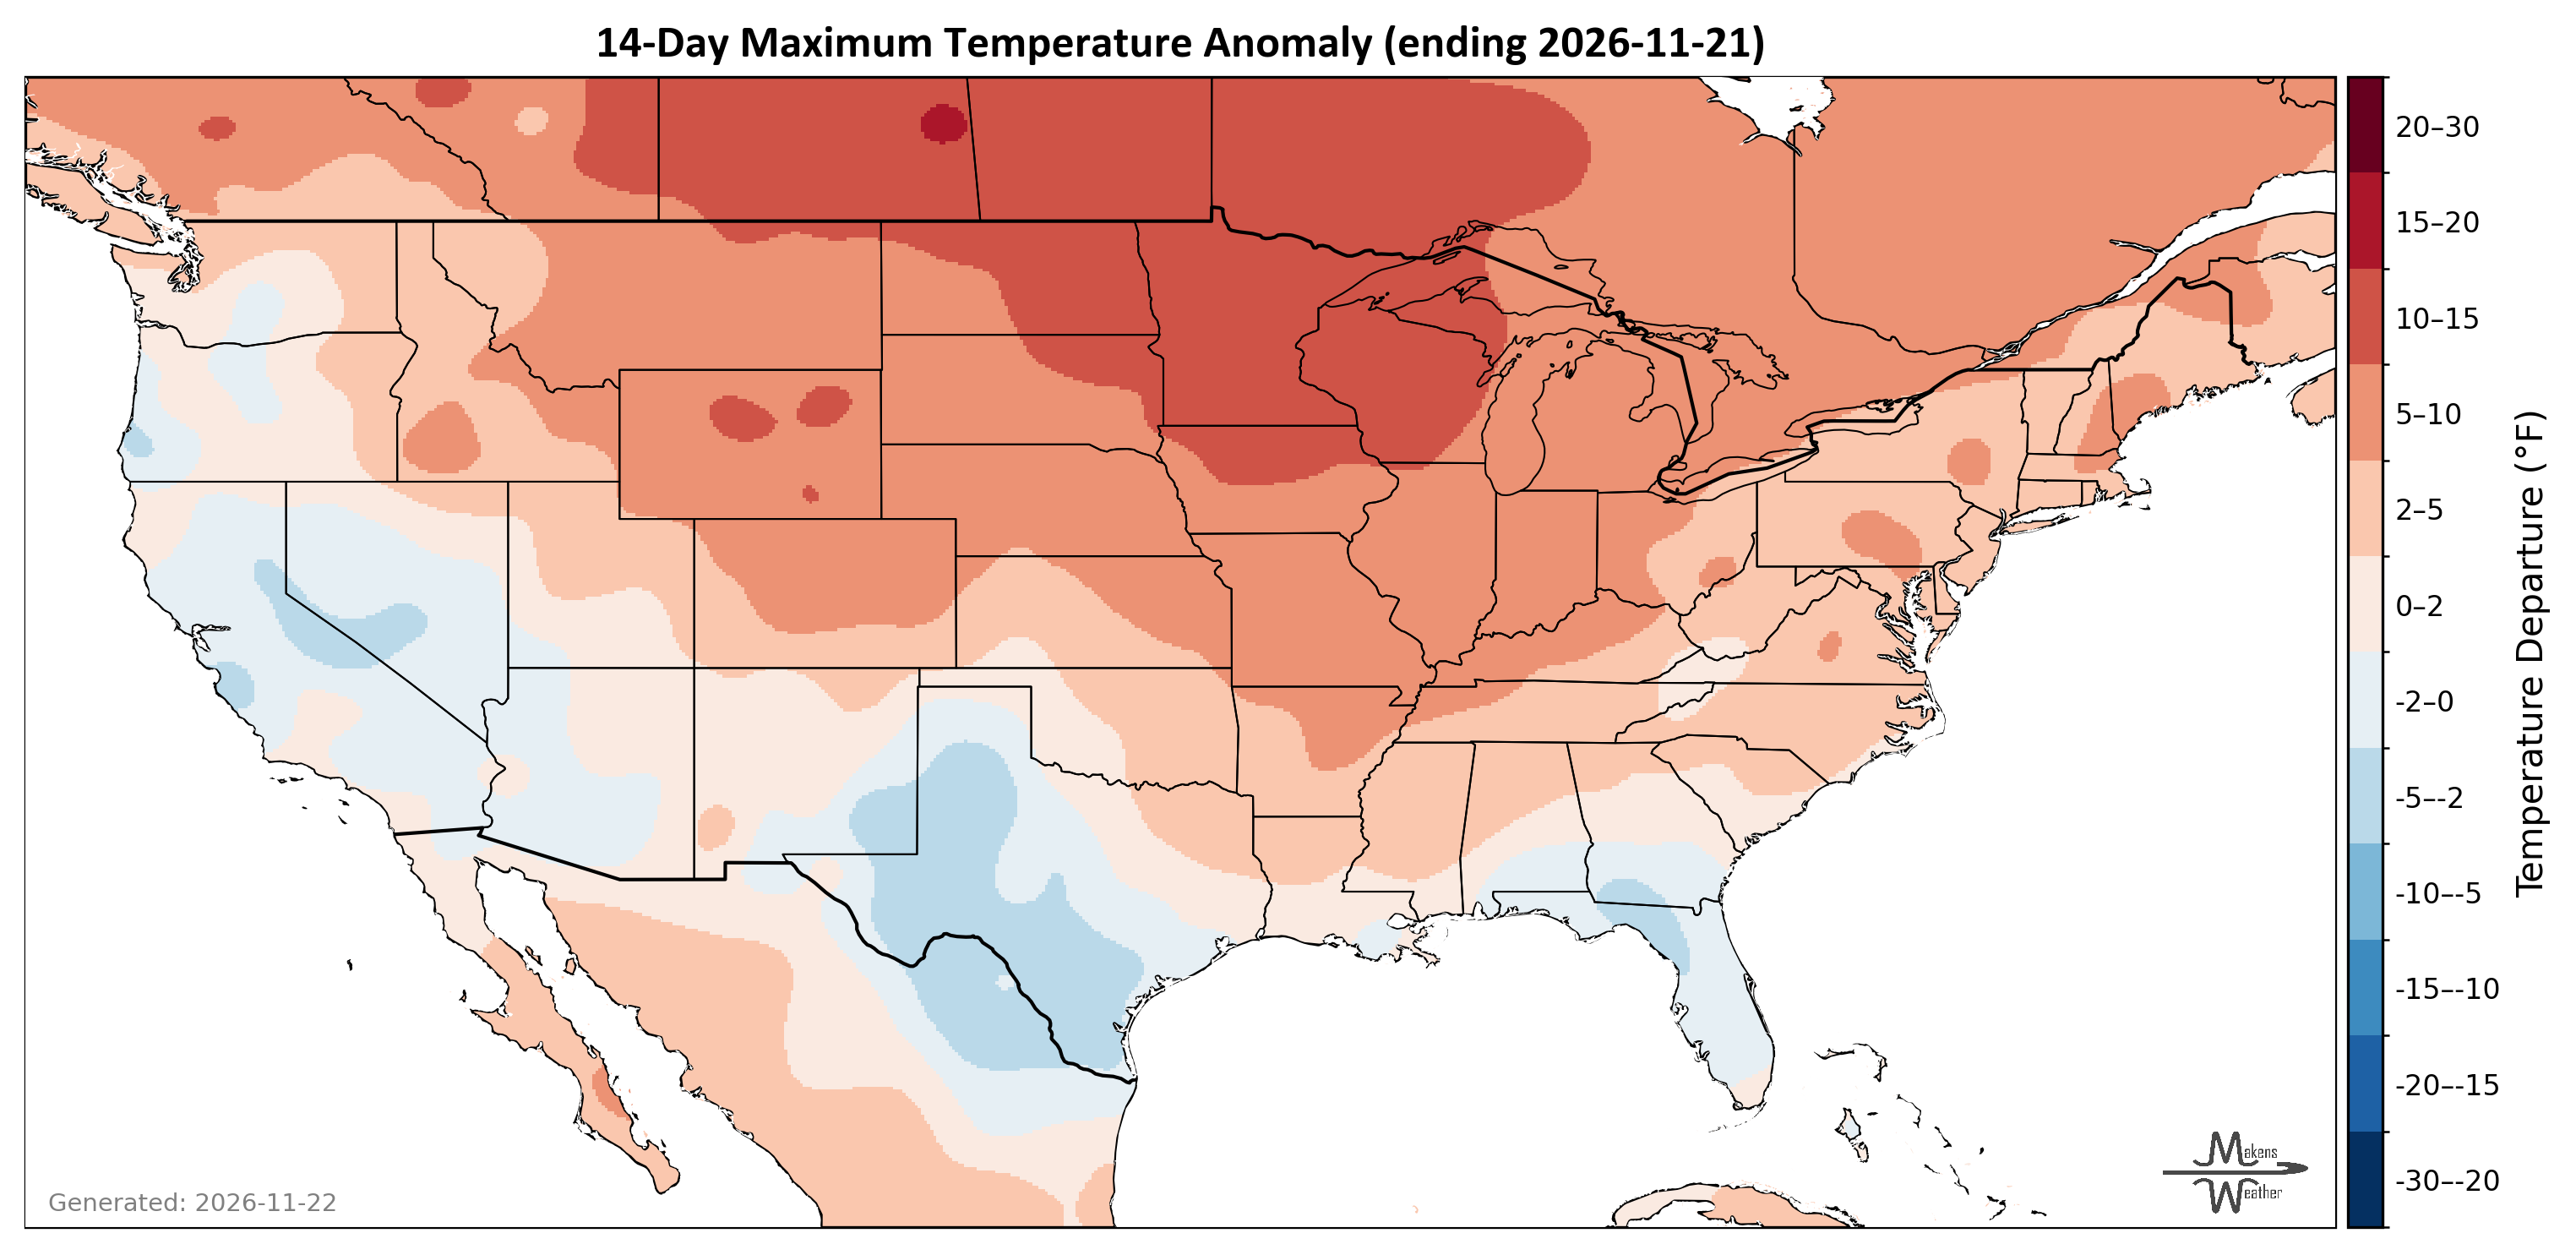 14-Day Maximum Temperature Anomaly (ending 2026-11-21)
20–30
15–20
10–15
5–10
2–5
0–2
-2–0
-5–-2
-10–-5
-15–-10
-20–-15
-30–-20
Temperature Departure (°F)
Makens
Weather
Generated: 2026-11-22